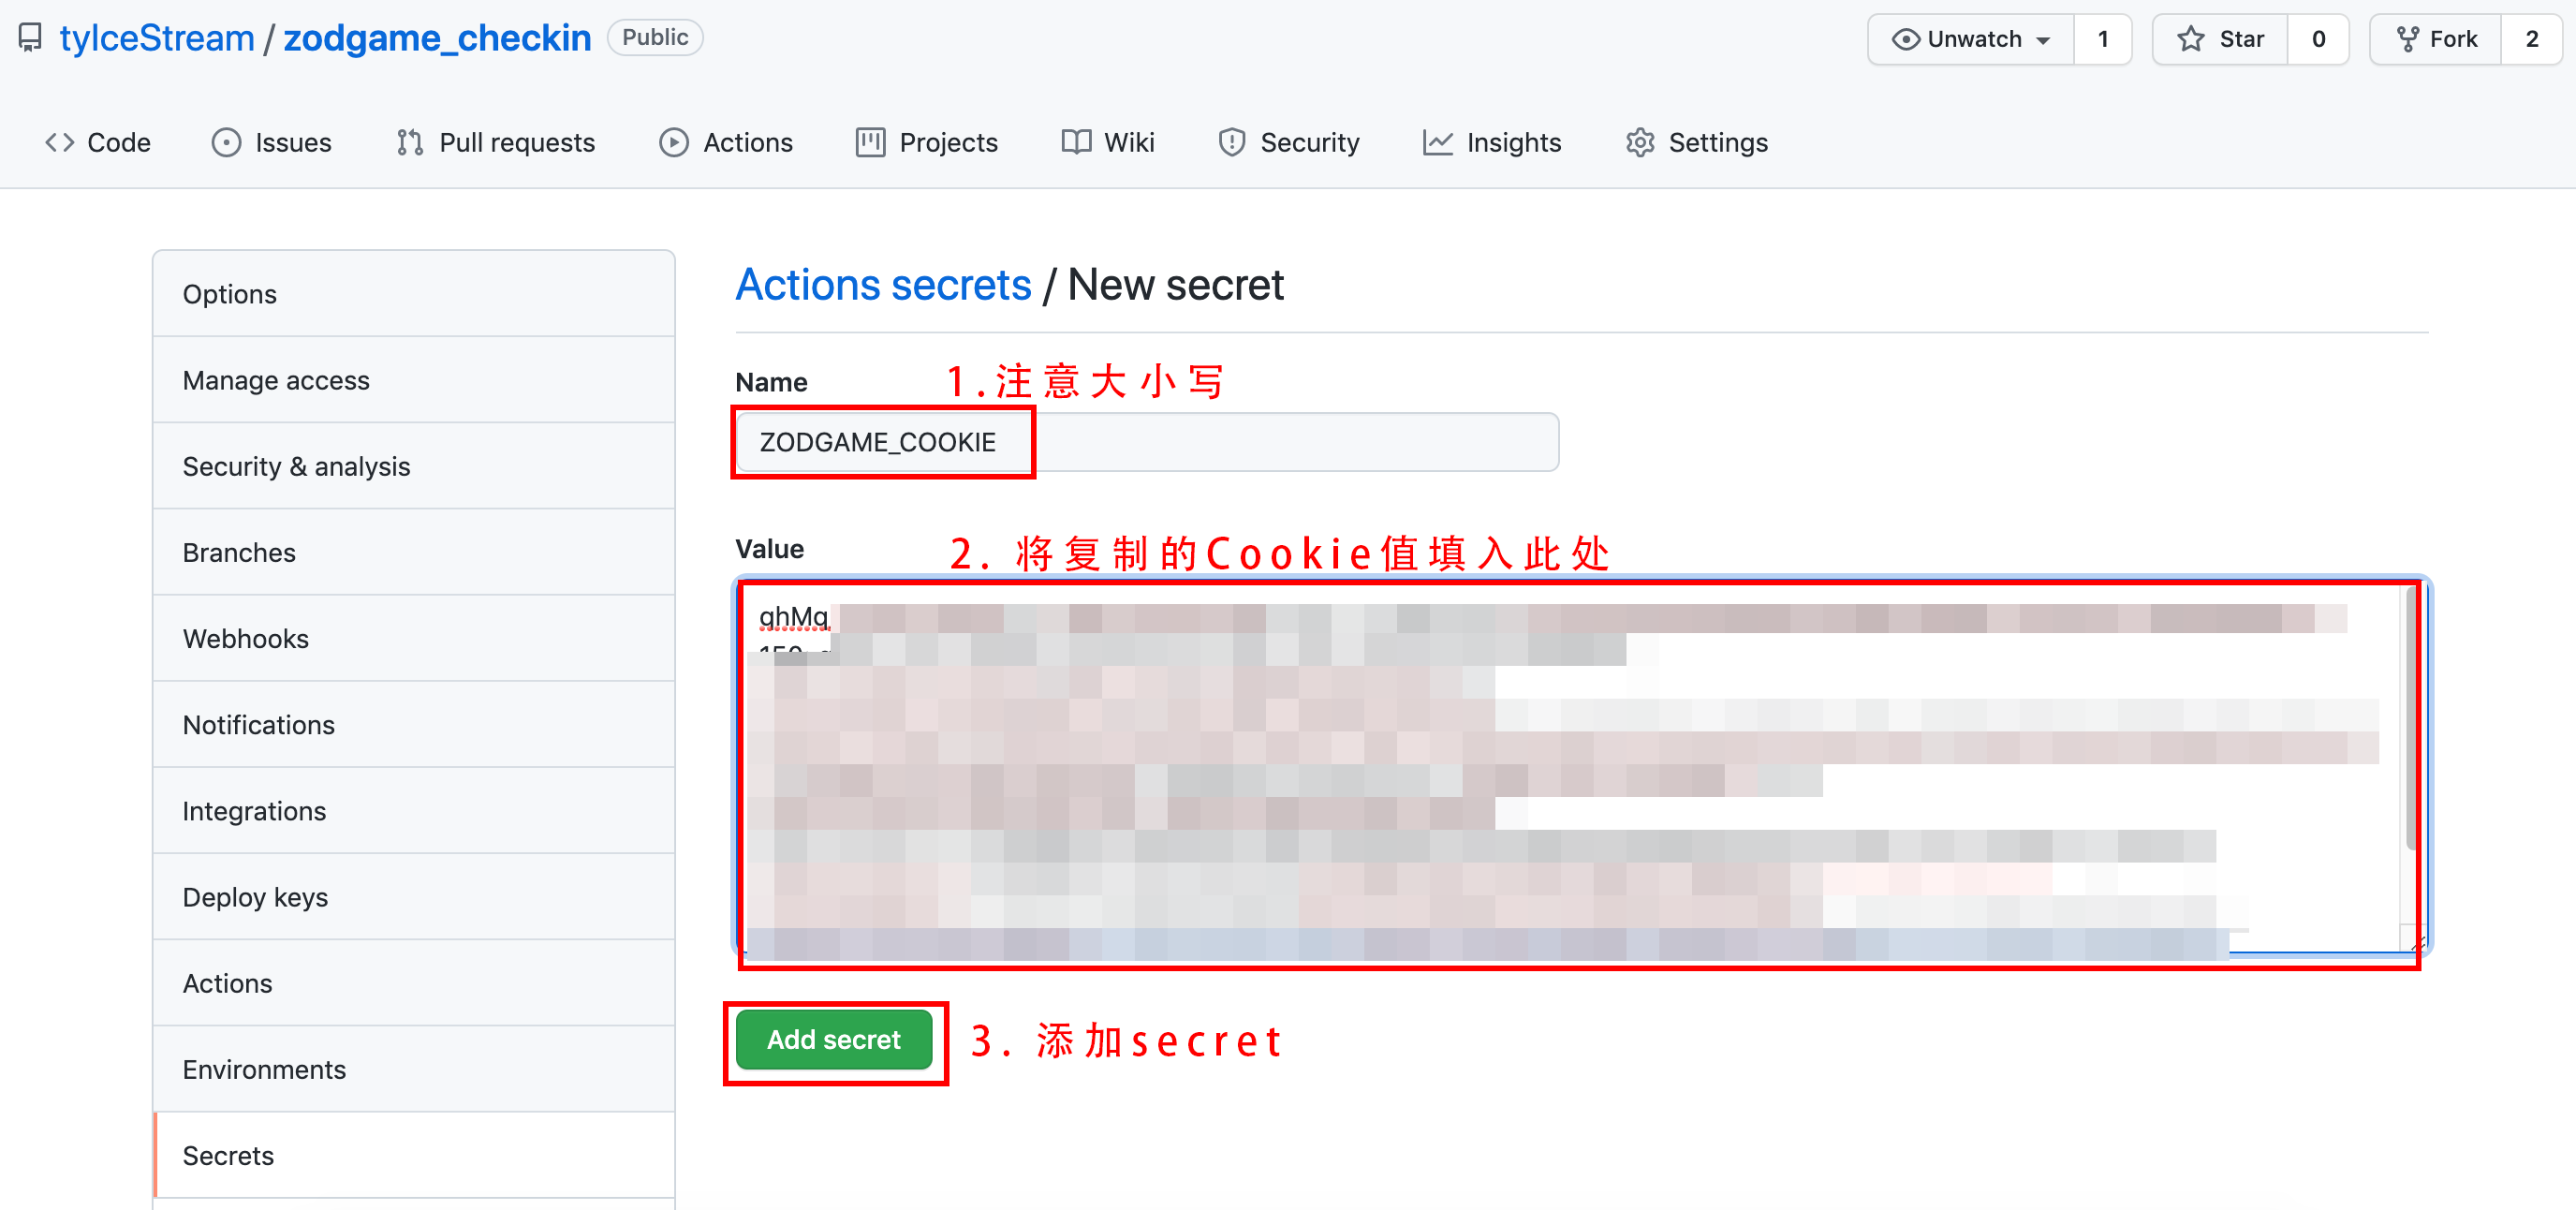 tylceStream / zodgame_checkin Public
Unwatch 1 Star 0 Fork 2
Code Issues Pull requests Actions Projects Wiki Security Insights Settings
Options
Manage access
Security & analysis
Branches
Webhooks
Notifications
Integrations
Deploy keys
Actions
Environments
Secrets
Actions secrets / New secret
Name 1.注意大小写
ZODGAME_COOKIE
Value 2. 将复制的Cookie值填入此处
qhMq
Add secret 3. 添加secret